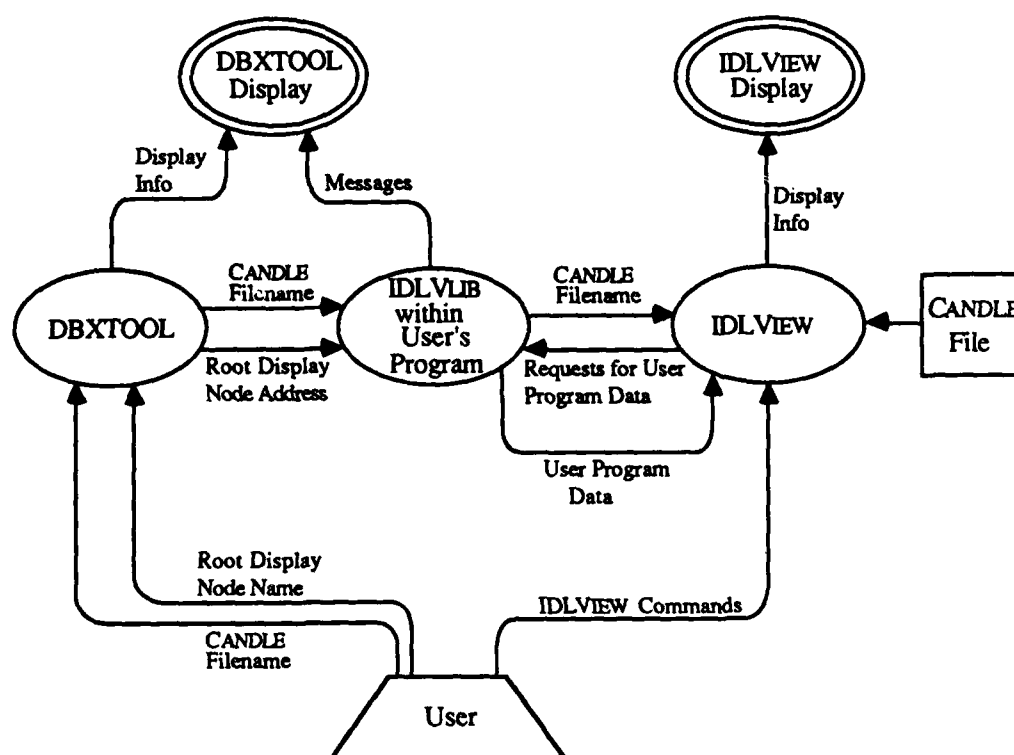 DBXTOOL
Display
IDLVIEW
Display
Display
Info
Messages
Display
Info
DBXTOOL
CANDLE
Filename
Root Display
Node Address
IDLVLIB
within
User's
Program
CANDLE
Filename
Requests for User
Program Data
IDLVIEW
CANDLE
File
User Program
Data
Root Display
Node Name
CANDLE
Filename
IDLVIEW Commands
User